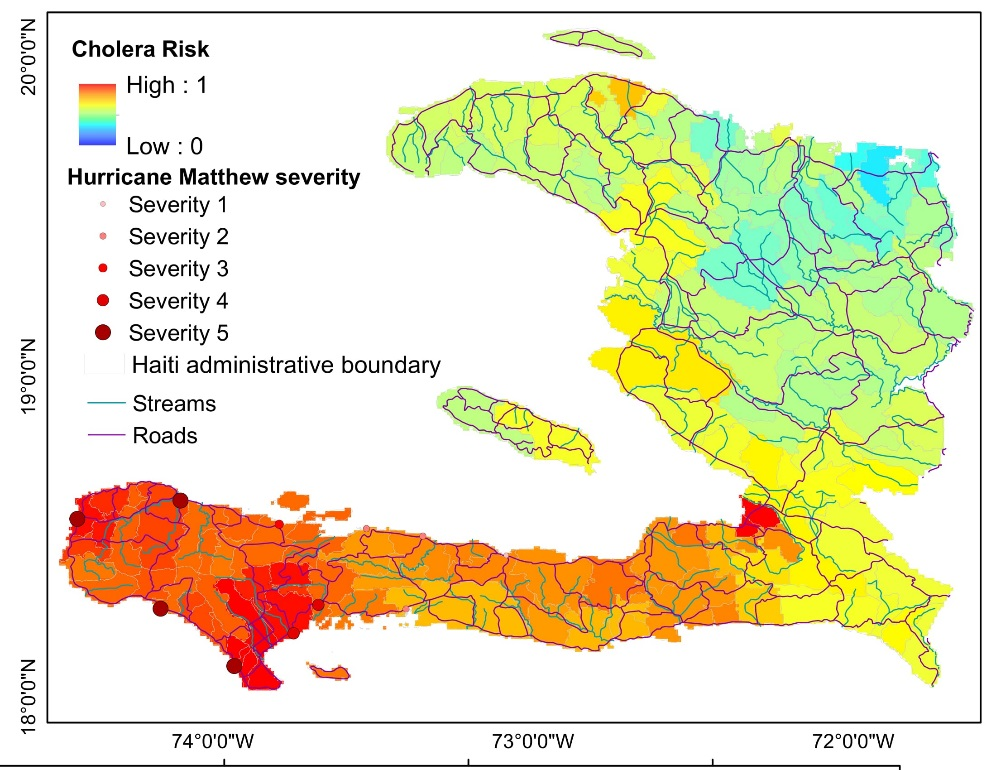 Cholera Risk
High : 1
Low : 0
Hurricane Matthew severity
Severity 1
Severity 2
Severity 3
Severity 4
Severity 5
Haiti administrative boundary
Streams
Roads
20°0'0"N
19°0'0"N
18°0'0"N
74°0'0"W
73°0'0"W
72°0'0"W